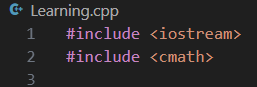 Learning.cpp
1 #include <iostream>
2 #include <cmath>
3